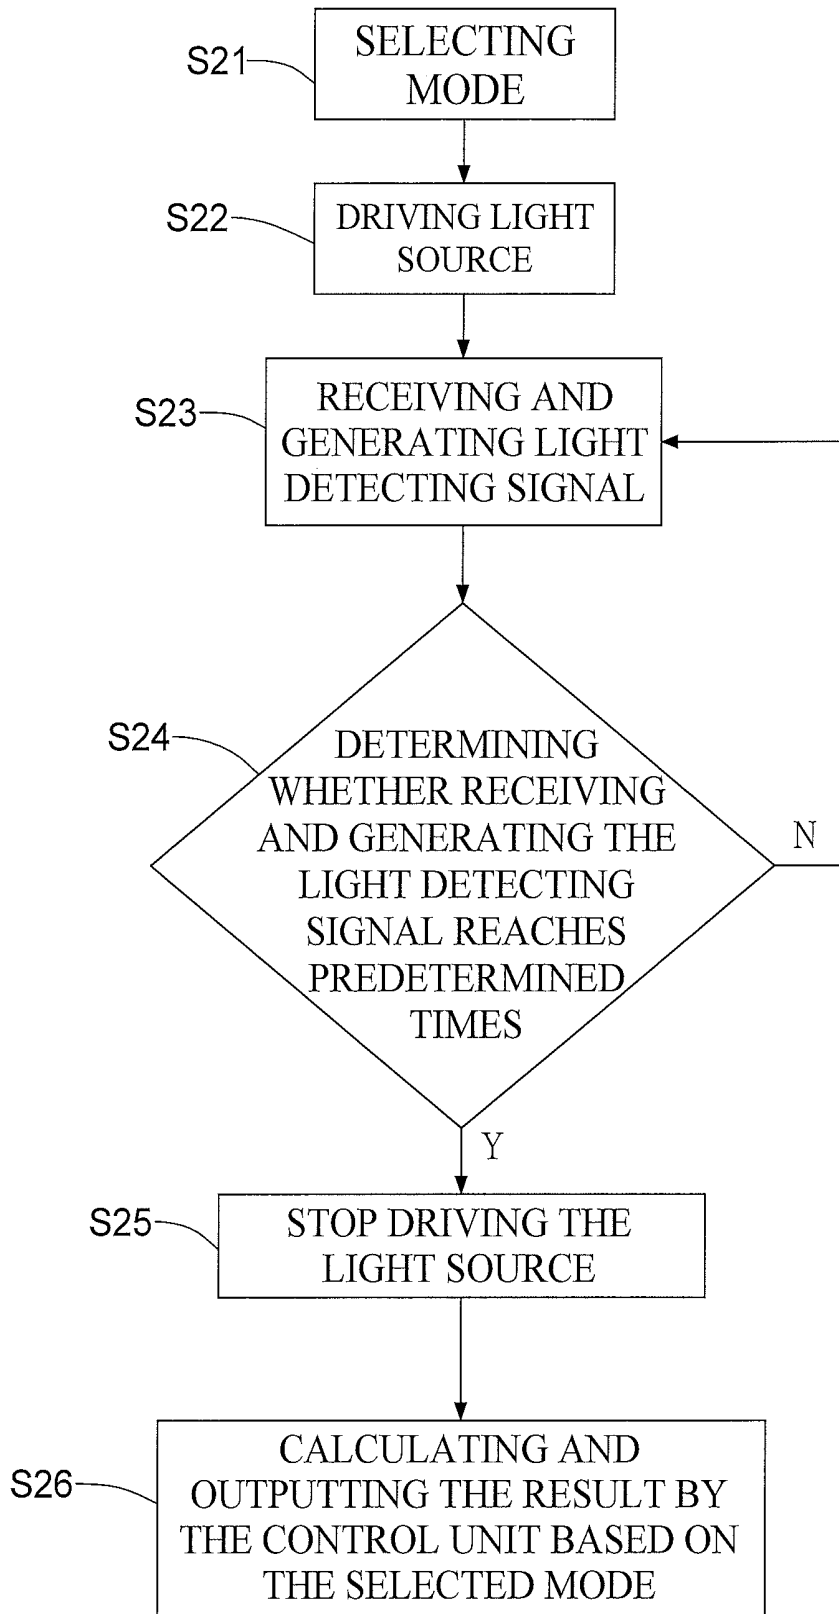 S21
SELECTING
MODE
S22
DRIVING LIGHT
SOURCE
S23
RECEIVING AND
GENERATING LIGHT
DETECTING SIGNAL
S24
DETERMINING
WHETHER RECEIVING
AND GENERATING THE
LIGHT DETECTING
SIGNAL REACHES
PREDETERMINED
TIMES
N
Y
S25
STOP DRIVING THE
LIGHT SOURCE
S26
CALCULATING AND
OUTPUTTING THE RESULT BY
THE CONTROL UNIT BASED ON
THE SELECTED MODE